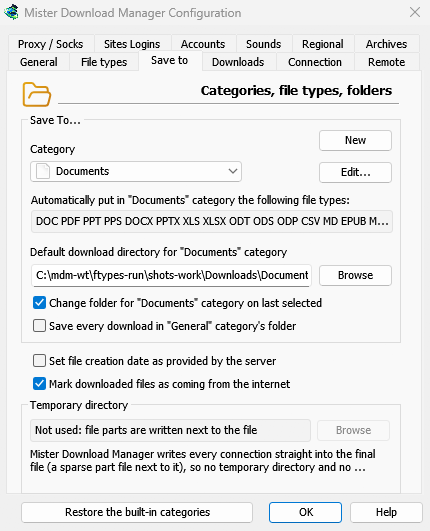 Mister Download Manager Configuration
Proxy / Socks Sites Logins Accounts Sounds Regional Archives
General File types Save to Downloads Connection Remote
Categories, file types, folders
Save To...
New
Category
Documents
Edit...
Automatically put in "Documents" category the following file types:
DOC PDF PPT PPS DOCX PPTX XLS XLSX ODT ODS ODP CSV MD EPUB M...
Default download directory for "Documents" category
C:\mdm-wt\ftypes-run\shots-work\Downloads\Document Browse
Change folder for "Documents" category on last selected
Save every download in "General" category's folder
Set file creation date as provided by the server
Mark downloaded files as coming from the internet
Temporary directory
Not used: file parts are written next to the file Browse
Mister Download Manager writes every connection straight into the final
file (a sparse part file next to it), so no temporary directory and no ...
Restore the built-in categories OK Help